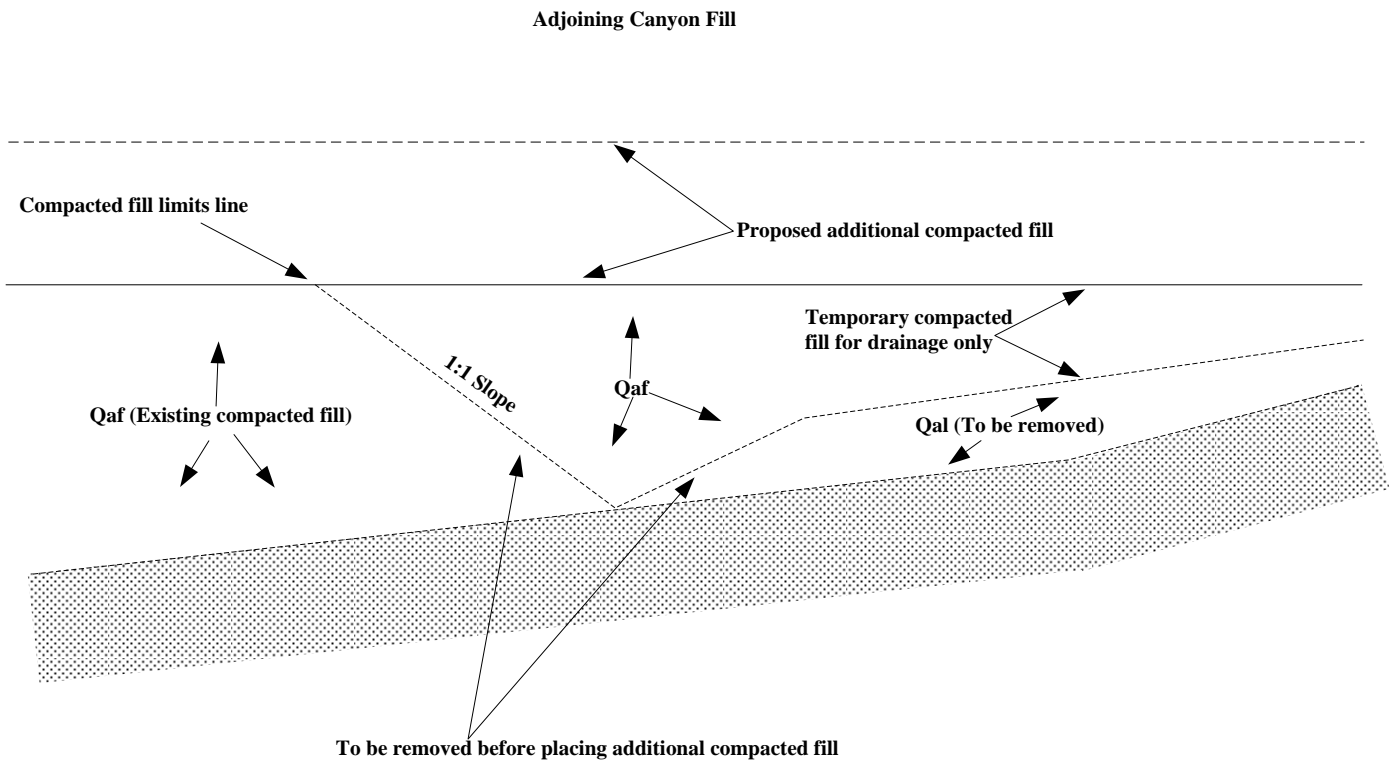 Adjoining Canyon Fill
Compacted fill limits line
Proposed additional compacted fill
Temporary compacted
fill for drainage only
1:1 Slope
Qaf
Qaf (Existing compacted fill)
Qal (To be removed)
To be removed before placing additional compacted fill